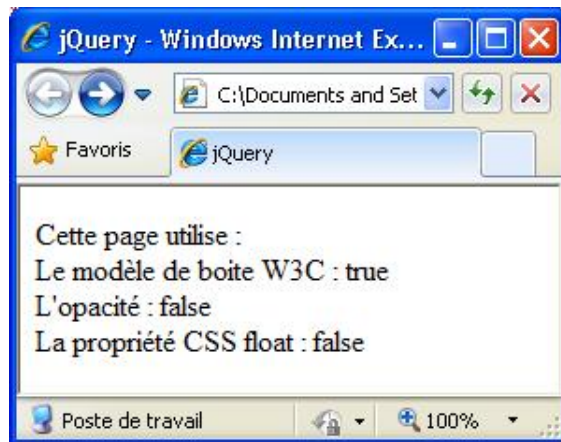 jQuery - Windows Internet Ex...
C:\Documents and Set
Favoris
jQuery
Cette page utilise :
Le modèle de boite W3C : true
L'opacité : false
La propriété CSS float : false
Poste de travail
100%